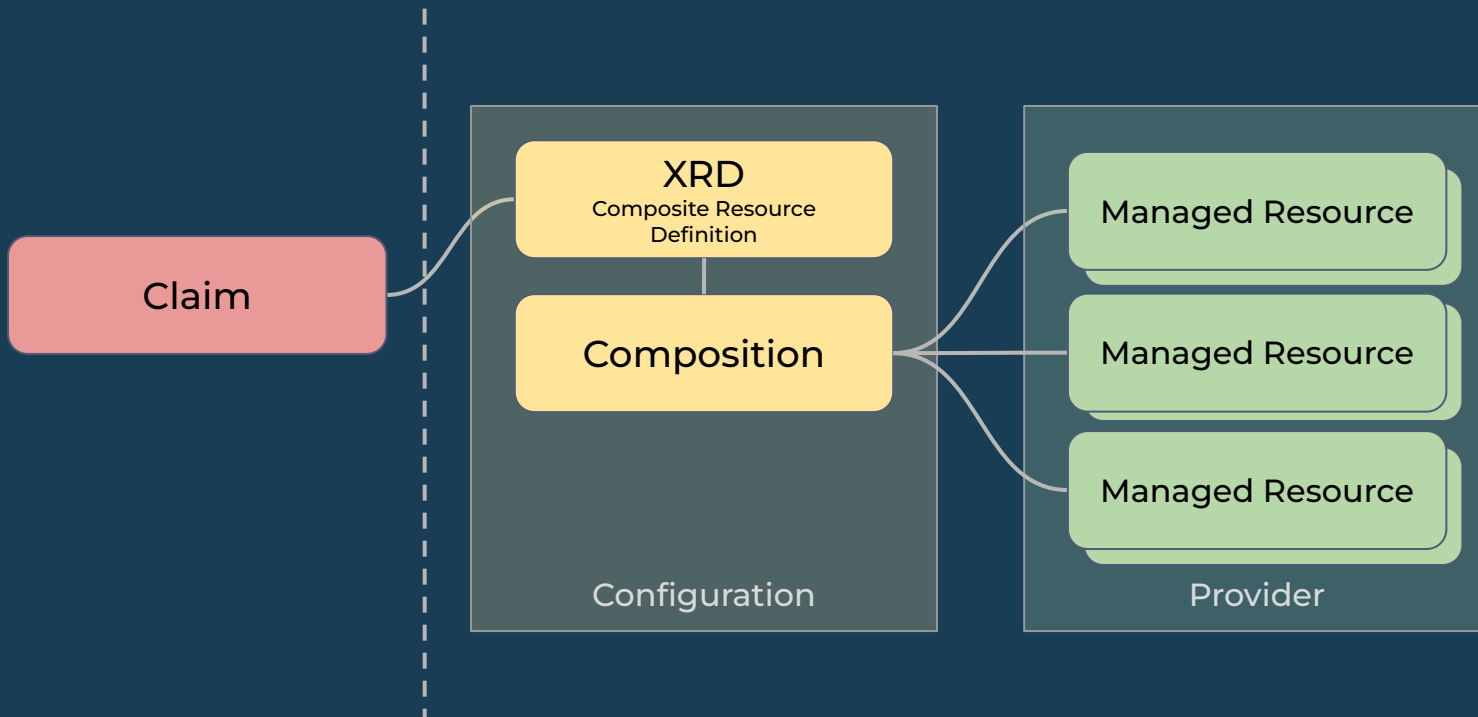 Claim
XRD
Composite Resource
Definition
Composition
Configuration
Managed Resource
Managed Resource
Managed Resource
Provider